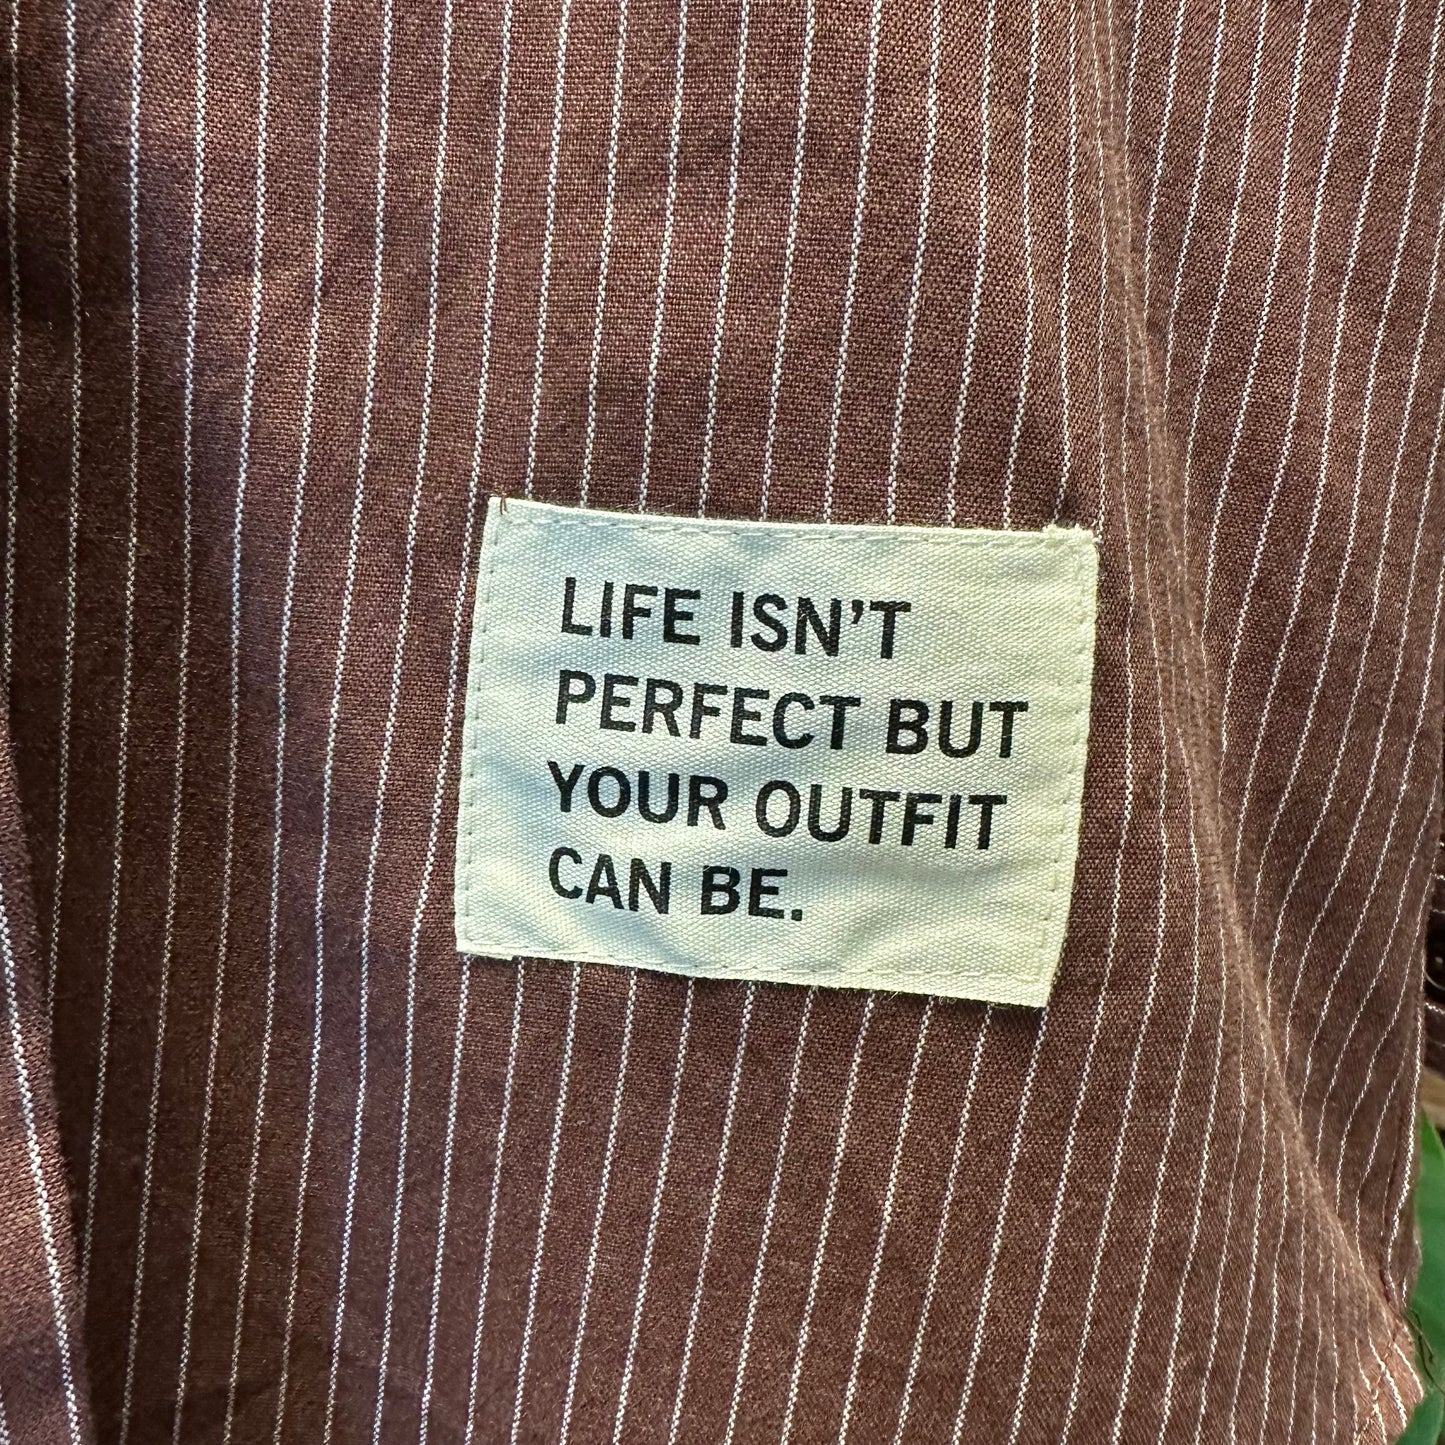 LIFE ISN'T
PERFECT BUT
YOUR OUTFIT
CAN BE.